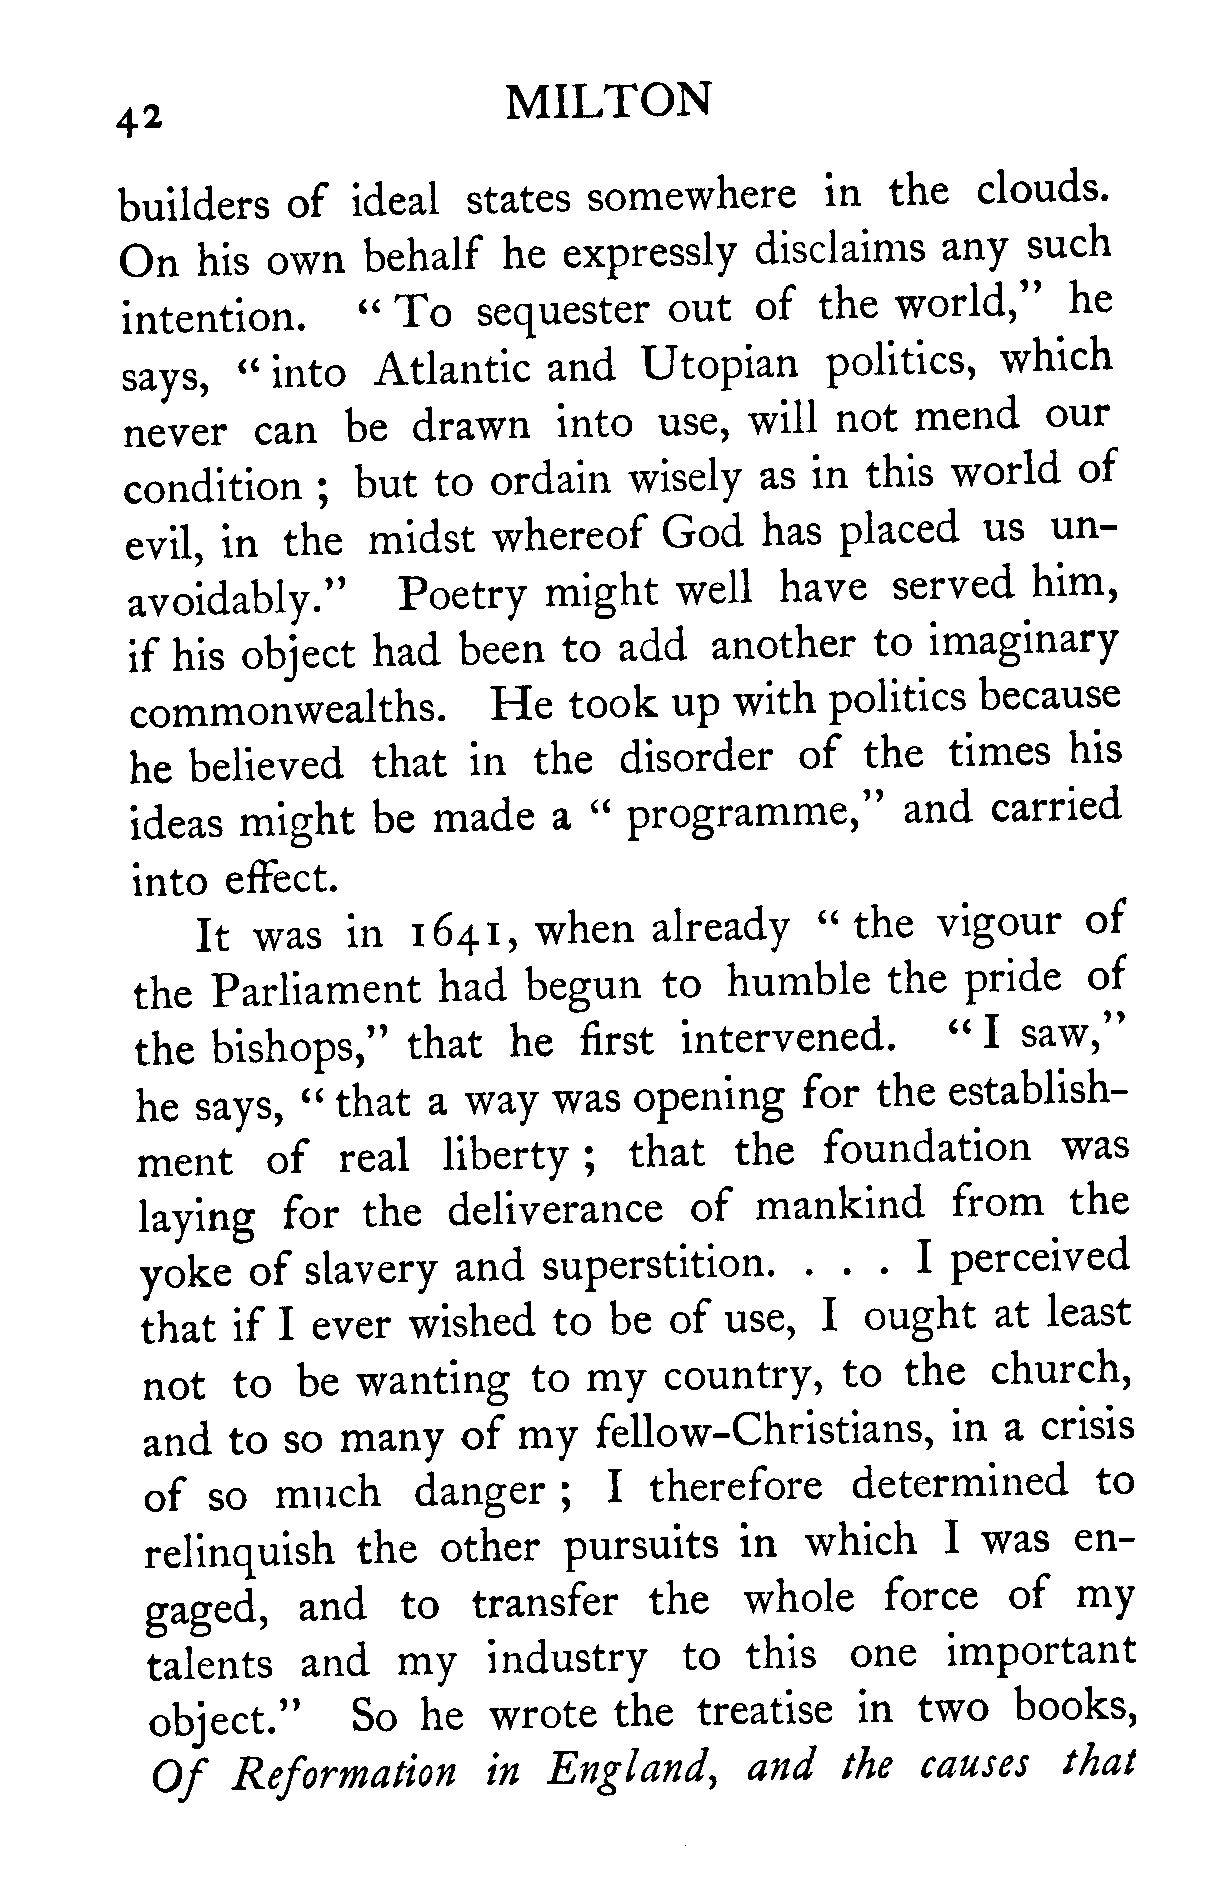 42
MILTON
builders of ideal states somewhere in the clouds.
On his own behalf he expressly disclaims any such
intention. “ To sequester out of the world,” he
says, “ into Atlantic and Utopian politics, which
never can be drawn into use, will not mend our
condition ; but to ordain wisely as in this world of
evil, in the midst whereof God has placed us un-
avoidably.” Poetry might well have served him,
if his object had been to add another to imaginary
commonwealths. He took up with politics because
he believed that in the disorder of the times his
ideas might be made a “ programme,” and carried
into effect.
It was in 1641, when already “ the vigour of
the Parliament had begun to humble the pride of
the bishops,” that he first intervened. “ I saw,”
he says, “ that a way was opening for the establish-
ment of real liberty ; that the foundation was
laying for the deliverance of mankind from the
yoke of slavery and superstition. . . . I perceived
that if I ever wished to be of use, I ought at least
not to be wanting to my country, to the church,
and to so many of my fellow-Christians, in a crisis
of so much danger ; I therefore determined to
relinquish the other pursuits in which I was en-
gaged, and to transfer the whole force of my
talents and my industry to this one important
object.” So he wrote the treatise in two books,
Of Reformation in England, and the causes that